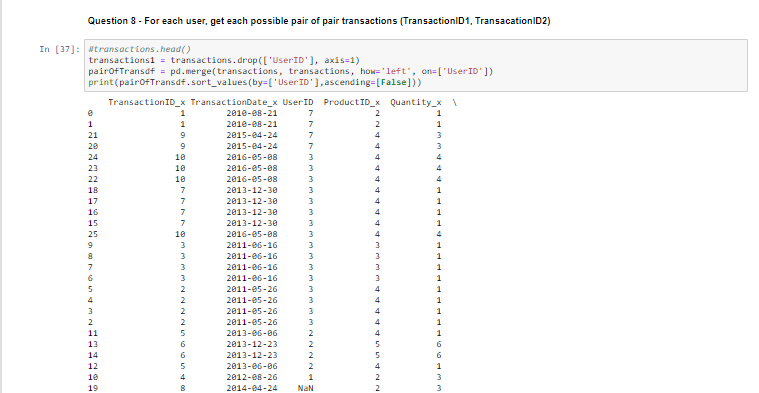 Question 8 - For each user, get each possible pair of pair transactions (TransactionID1, TransacationID2)
In [37]: #transactions.head()
transactions1 = transactions.drop(['UserID'], axis=1)
pairOfTransdf = pd.merge(transactions, transactions, how='left', on=['UserID'])
print(pairOfTransdf.sort_values(by=['UserID'],ascending=[False]))
TransactionID_x TransactionDate_x UserID ProductID_x Quantity_x \
0 1 2010-08-21 7 2 1
1 1 2010-08-21 7 2 1
21 9 2015-04-24 7 4 3
20 9 2015-04-24 7 4 3
24 10 2016-05-08 3 4 4
23 10 2016-05-08 3 4 4
22 10 2016-05-08 3 4 4
18 7 2013-12-30 3 4 1
17 7 2013-12-30 3 4 1
16 7 2013-12-30 3 4 1
15 7 2013-12-30 3 4 1
25 10 2016-05-08 3 4 4
9 3 2011-06-16 3 3 1
8 3 2011-06-16 3 3 1
7 3 2011-06-16 3 3 1
6 3 2011-06-16 3 3 1
5 2 2011-05-26 3 4 1
4 2 2011-05-26 3 4 1
3 2 2011-05-26 3 4 1
2 2 2011-05-26 3 4 1
11 5 2013-06-06 2 4 1
13 6 2013-12-23 2 5 6
14 6 2013-12-23 2 5 6
12 5 2013-06-06 2 4 1
10 4 2012-08-26 1 2 3
19 8 2014-04-24 NaN 2 3